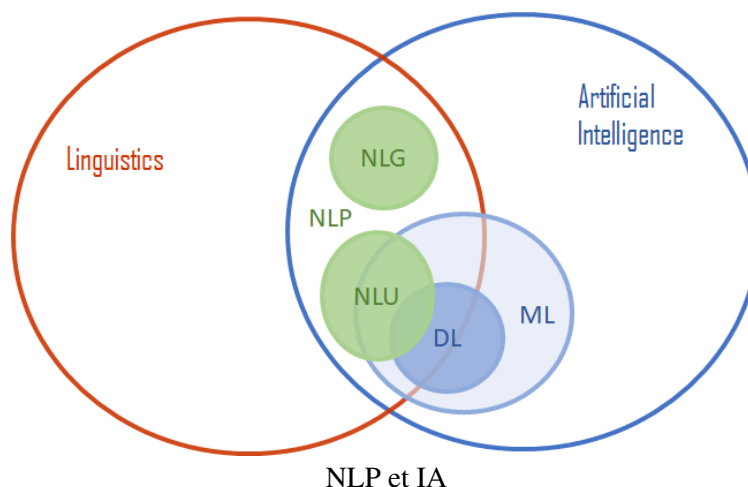 Linguistics
Artificial
Intelligence
NLG
NLP
NLU
ML
DL
NLP et IA